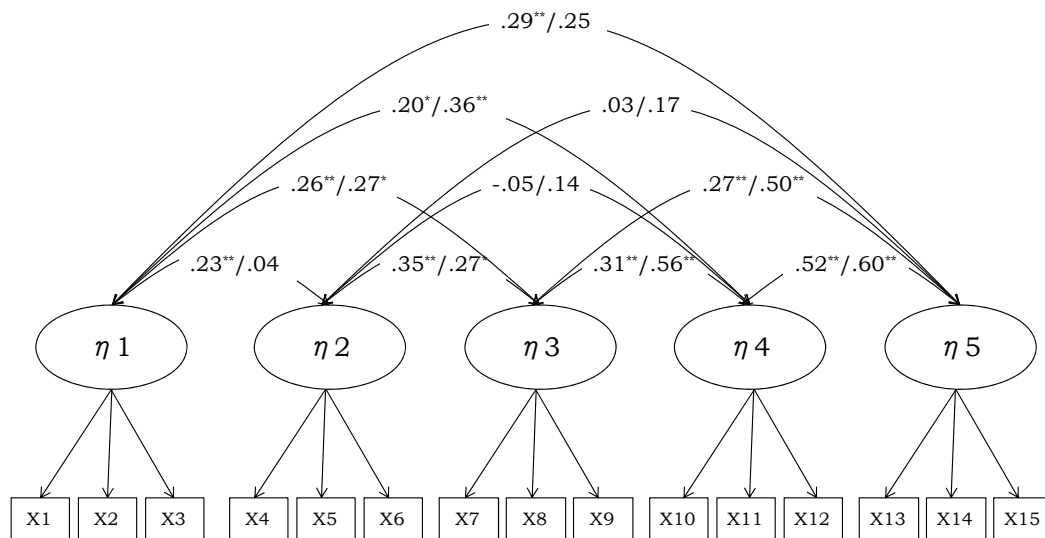 .29**/.25
.20*/.36** .03/.17
.26**/.27* -.05/.14 .27**/.50**
.23**/.04 .35**/.27* .31**/.56** .52**/.60**
η 1 η 2 η 3 η 4 η 5
X1 X2 X3 X4 X5 X6 X7 X8 X9 X10 X11 X12 X13 X14 X15